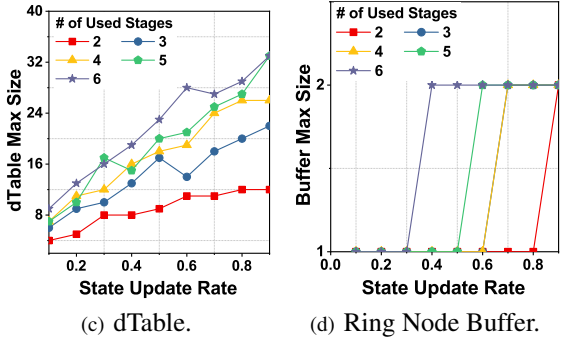 # of Used Stages
2 3
4 5
6
40
32
24
16
8
dTable Max Size
0.2 0.4 0.6 0.8
State Update Rate
(c) dTable.
# of Used Stages
2 3
4 5
6
2
1
Buffer Max Size
0.0 0.2 0.4 0.6 0.8
State Update Rate
(d) Ring Node Buffer.